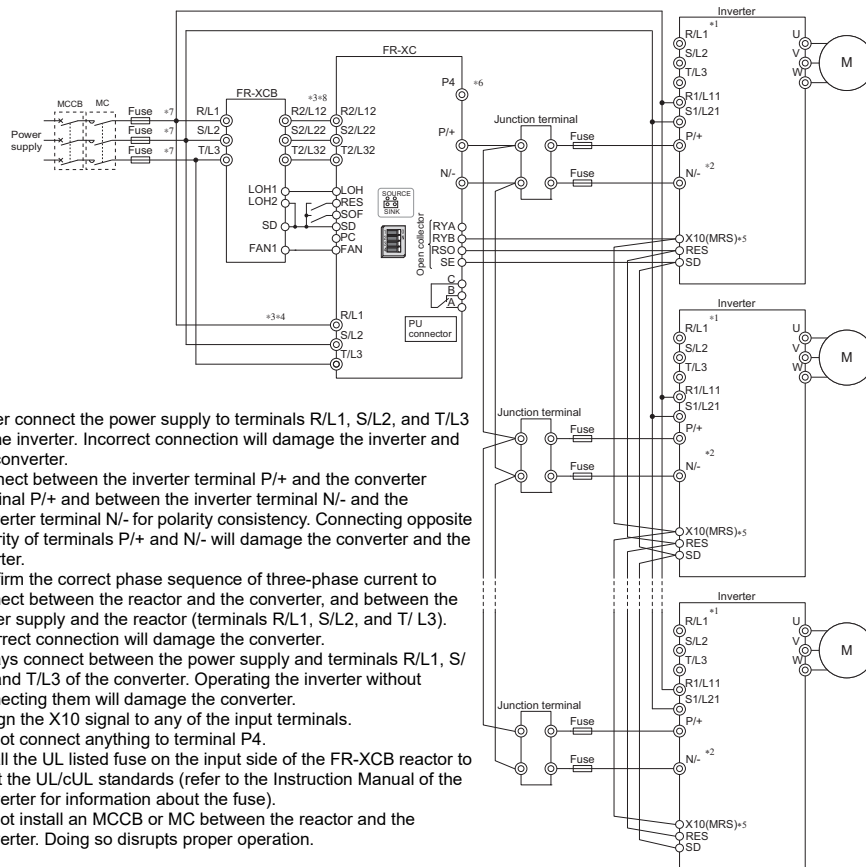 Inverter
*1
R/L1
S/L2
T/L3
R1/L11
S1/L21
P/+
N/- *2
X10(MRS)*5
RES
SD
U
V
W
M
FR-XC
P4 *6
P/+
N/-
Junction terminal
Fuse
Fuse
MCCB MC
Power
supply
Fuse *7
Fuse *7
Fuse *7
FR-XCB
R/L1
S/L2
T/L3
*3*8
R2/L12
S2/L22
T2/L32
R2/L12
S2/L22
T2/L32
LOH1
LOH2
SD
FAN1
LOH
RES
SOF
SD
PC
FAN
SOURCE
SINK
Open collector
RYA
RYB
RSO
SE
C
B
A
*3*4
R/L1
S/L2
T/L3
PU
connector
Inverter
*1
R/L1
S/L2
T/L3
R1/L11
S1/L21
P/+
N/- *2
X10(MRS)*5
RES
SD
U
V
W
M
Junction terminal
Fuse
Fuse
Inverter
*1
R/L1
S/L2
T/L3
R1/L11
S1/L21
P/+
N/- *2
X10(MRS)*5
RES
SD
U
V
W
M
Junction terminal
Fuse
Fuse
er connect the power supply to terminals R/L1, S/L2, and T/L3
e inverter. Incorrect connection will damage the inverter and
converter.
nect between the inverter terminal P/+ and the converter
inal P/+ and between the inverter terminal N/- and the
verter terminal N/- for polarity consistency. Connecting opposite
rity of terminals P/+ and N/- will damage the converter and the
rter.
firm the correct phase sequence of three-phase current to
nect between the reactor and the converter, and between the
er supply and the reactor (terminals R/L1, S/L2, and T/ L3).
rrect connection will damage the converter.
ays connect between the power supply and terminals R/L1, S/
and T/L3 of the converter. Operating the inverter without
necting them will damage the converter.
gn the X10 signal to any of the input terminals.
ot connect anything to terminal P4.
all the UL listed fuse on the input side of the FR-XCB reactor to
t the UL/cUL standards (refer to the Instruction Manual of the
verter for information about the fuse).
ot install an MCCB or MC between the reactor and the
verter. Doing so disrupts proper operation.